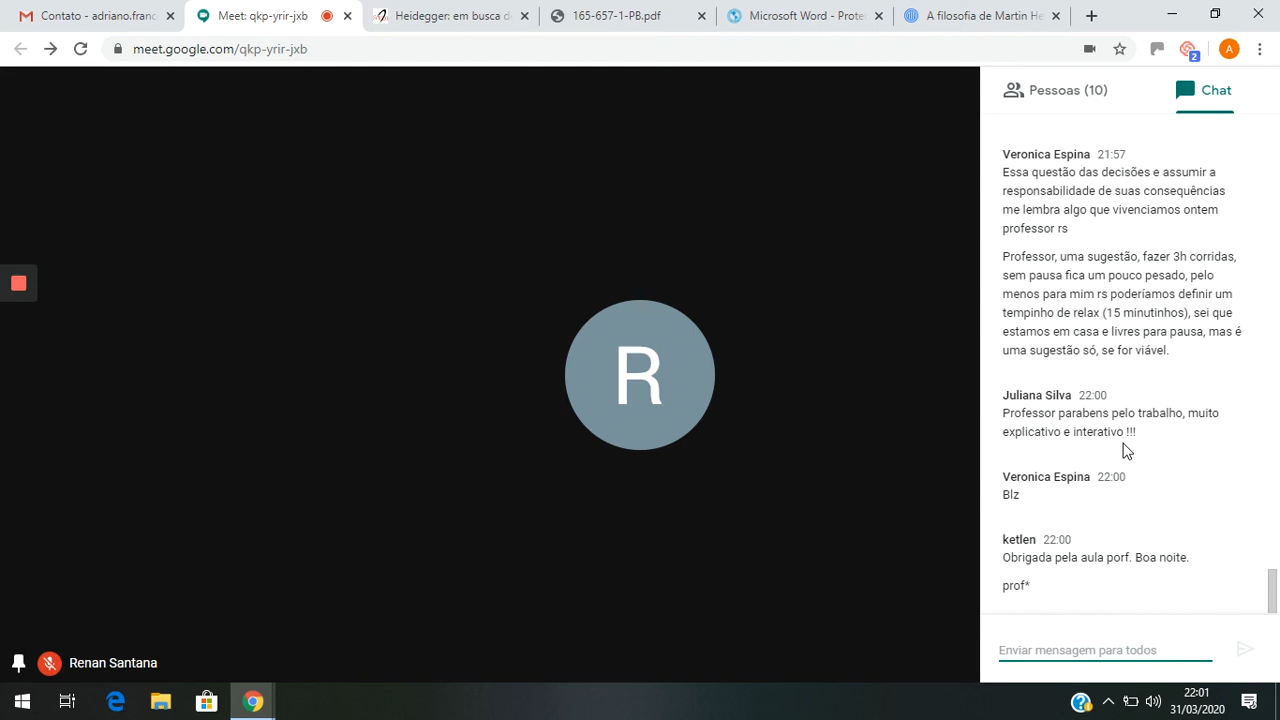 Contato - adriano.franc
Meet: qkp-yrir-jxb
Heidegger: em busca d
165-657-1-PB.pdf
Microsoft Word - Prote
A filosofia de Martin He
meet.google.com/qkp-yrir-jxb
2
A
Pessoas (10)
Chat
Veronica Espina 21:57
Essa questão das decisões e assumir a
responsabilidade de suas consequências
me lembra algo que vivenciamos ontem
professor rs
Professor, uma sugestão, fazer 3h corridas,
sem pausa fica um pouco pesado, pelo
menos para mim rs poderíamos definir um
tempinho de relax (15 minutinhos), sei que
estamos em casa e livres para pausa, mas é
uma sugestão só, se for viável.
Juliana Silva 22:00
Professor parabens pelo trabalho, muito
explicativo e interativo !!!
Veronica Espina 22:00
Blz
ketlen 22:00
Obrigada pela aula porf. Boa noite.
prof*
R
Renan Santana
Enviar mensagem para todos
22:01
31/03/2020